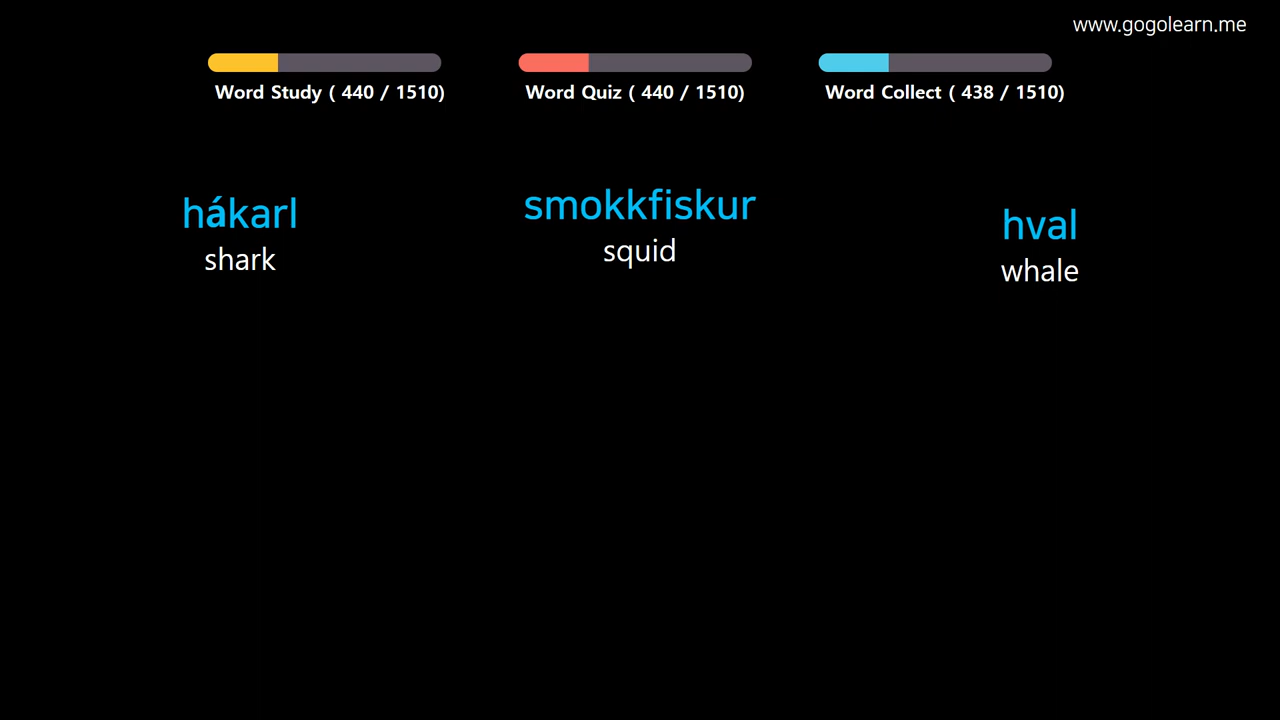 www.gogolearn.me
Word Study ( 440 / 1510)
Word Quiz ( 440 / 1510)
Word Collect ( 438 / 1510)
hákarl
shark
smokkfiskur
squid
hval
whale